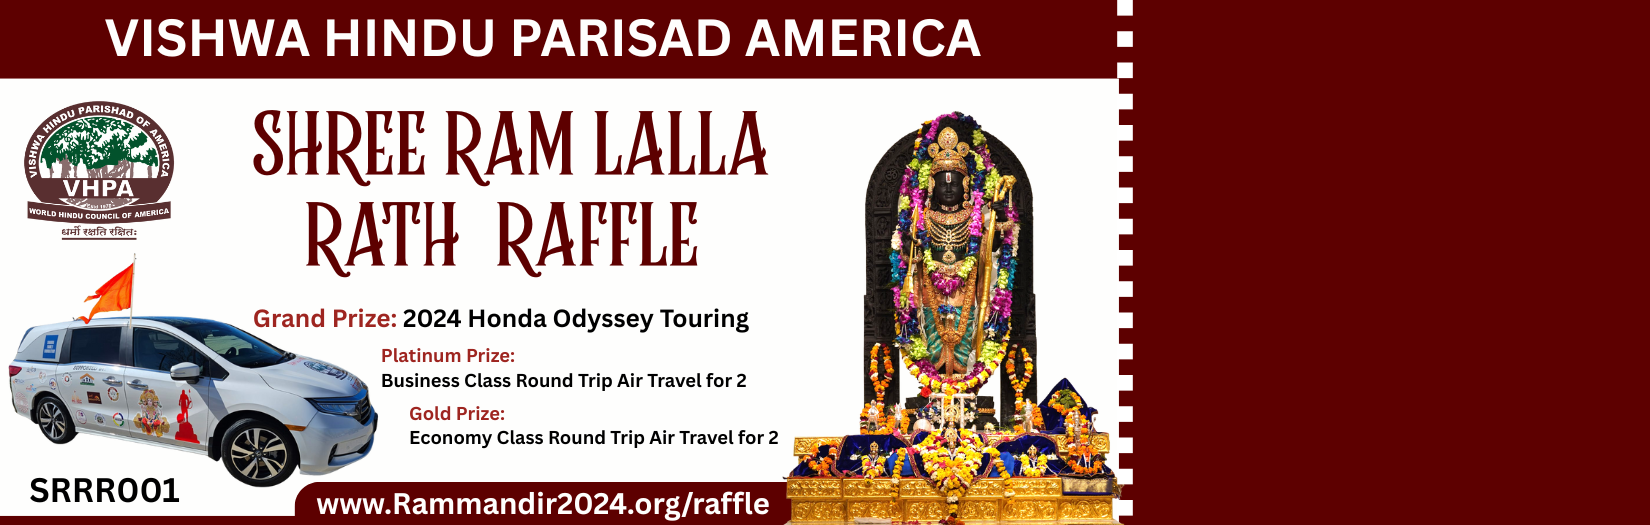 VISHWA HINDU PARISAD AMERICA
VISHWA HINDU PARISHAD OF AMERICA
VHPA
WORLD HINDU COUNCIL OF AMERICA
धर्मो रक्षति रक्षितः
SHREE RAM LALLA
RATH RAFFLE
Grand Prize: 2024 Honda Odyssey Touring
Platinum Prize:
Business Class Round Trip Air Travel for 2
Gold Prize:
Economy Class Round Trip Air Travel for 2
SRRR001
www.Rammandir2024.org/raffle